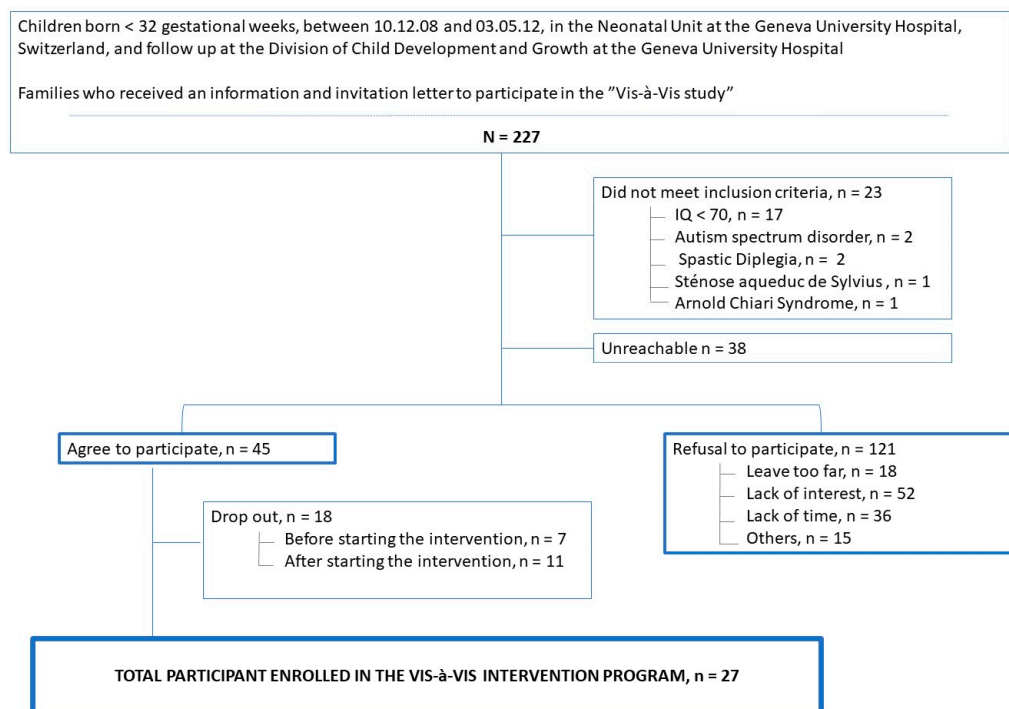 Children born < 32 gestational weeks, between 10.12.08 and 03.05.12, in the Neonatal Unit at the Geneva University Hospital,
Switzerland, and follow up at the Division of Child Development and Growth at the Geneva University Hospital
Families who received an information and invitation letter to participate in the ”Vis-à-Vis study”
N = 227
Did not meet inclusion criteria, n = 23
IQ < 70, n = 17
Autism spectrum disorder, n = 2
Spastic Diplegia, n = 2
Sténose aqueduc de Sylvius , n = 1
Arnold Chiari Syndrome, n = 1
Unreachable n = 38
Agree to participate, n = 45
Refusal to participate, n = 121
Leave too far, n = 18
Lack of interest, n = 52
Lack of time, n = 36
Others, n = 15
Drop out, n = 18
Before starting the intervention, n = 7
After starting the intervention, n = 11
TOTAL PARTICIPANT ENROLLED IN THE VIS-à-VIS INTERVENTION PROGRAM, n = 27